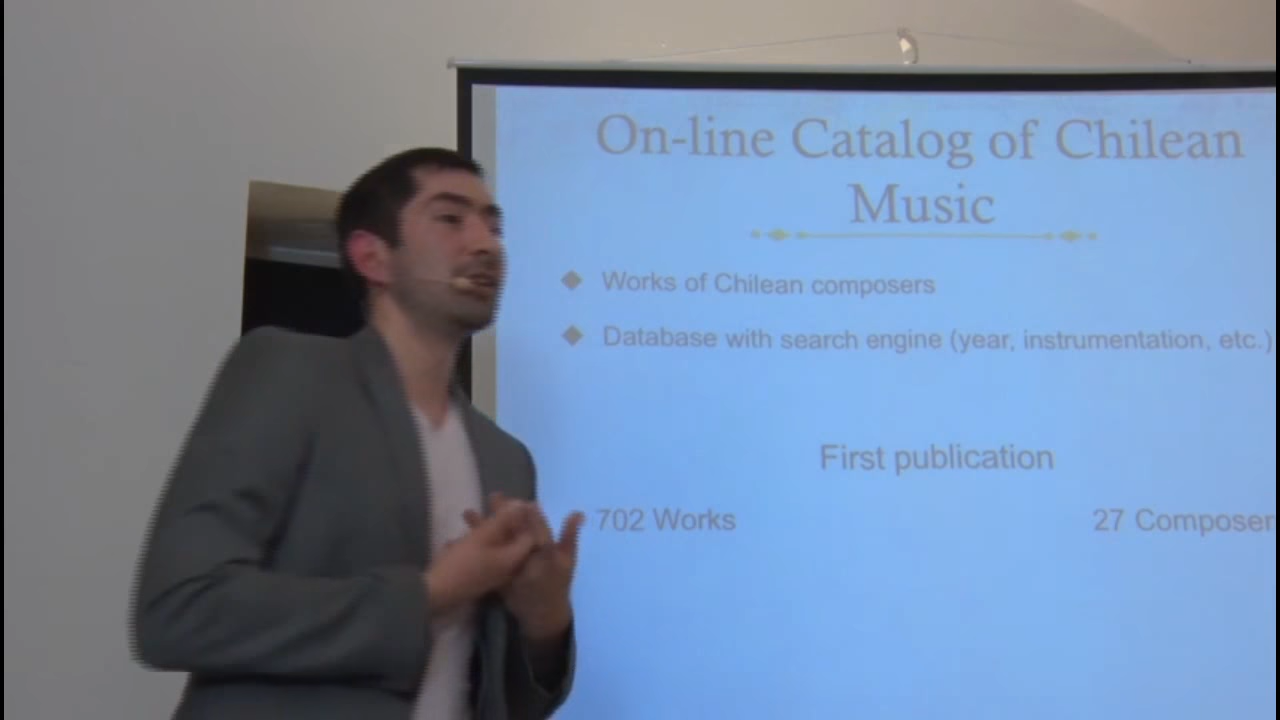 On-line Catalog of Chilean
Music
Works of Chilean composers
Database with search engine (year, instrumentation, etc.)
First publication
702 Works 27 Composer